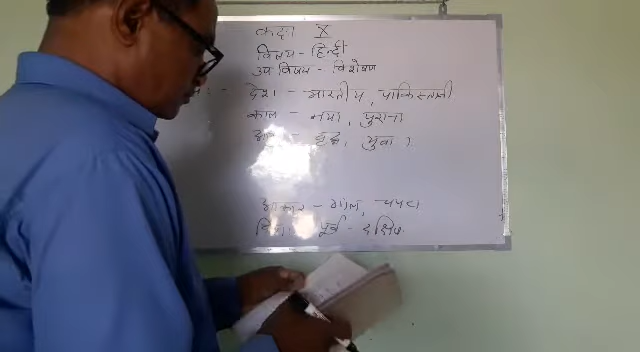 कक्षा X
विषय - हिन्दी
उप विषय - विशेषण
: - देश - भारतीय, पाकिस्तानी
काल - नया, पुराना
- वृद्ध, युवा ।
आकार - गोल, चपटा
पूर्व - दक्षिण